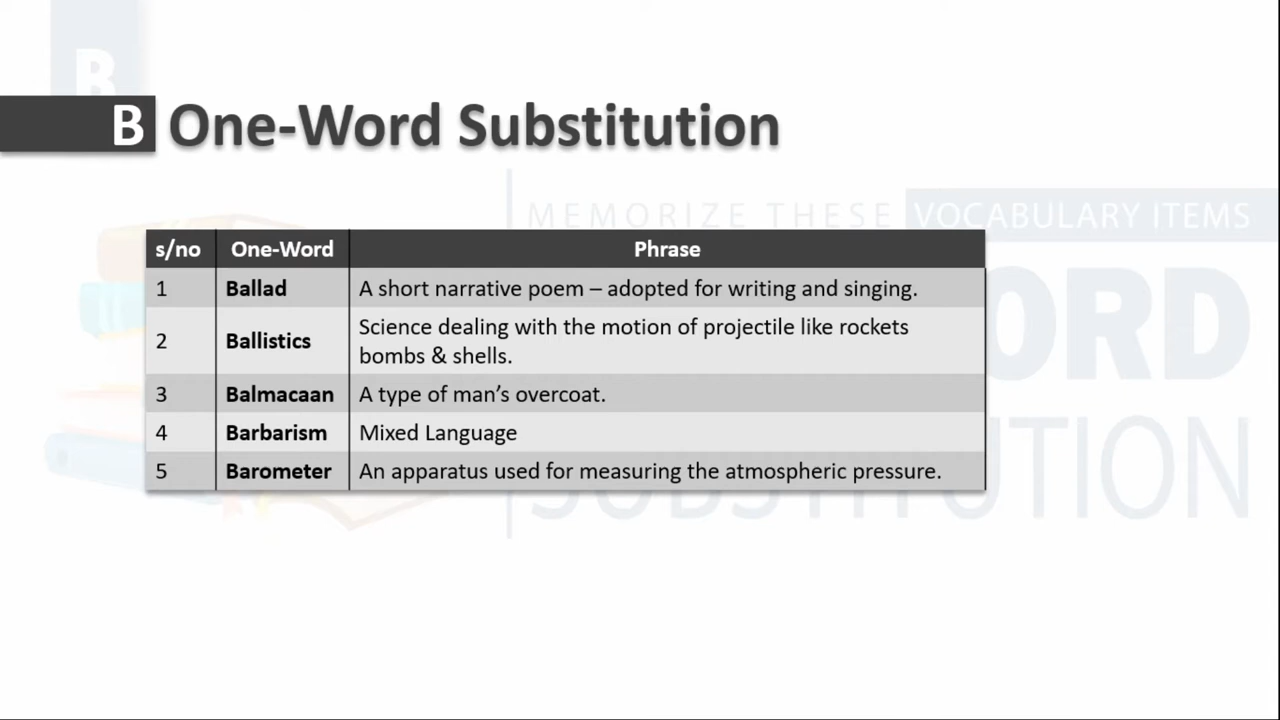 B
B One-Word Substitution
MEMORIZE THESE VOCABULARY ITEMS
s/no One-Word Phrase
1 Ballad A short narrative poem – adopted for writing and singing.
2 Ballistics Science dealing with the motion of projectile like rockets
bombs & shells.
3 Balmacaan A type of man's overcoat.
4 Barbarism Mixed Language
5 Barometer An apparatus used for measuring the atmospheric pressure.
SUBSTITUTION